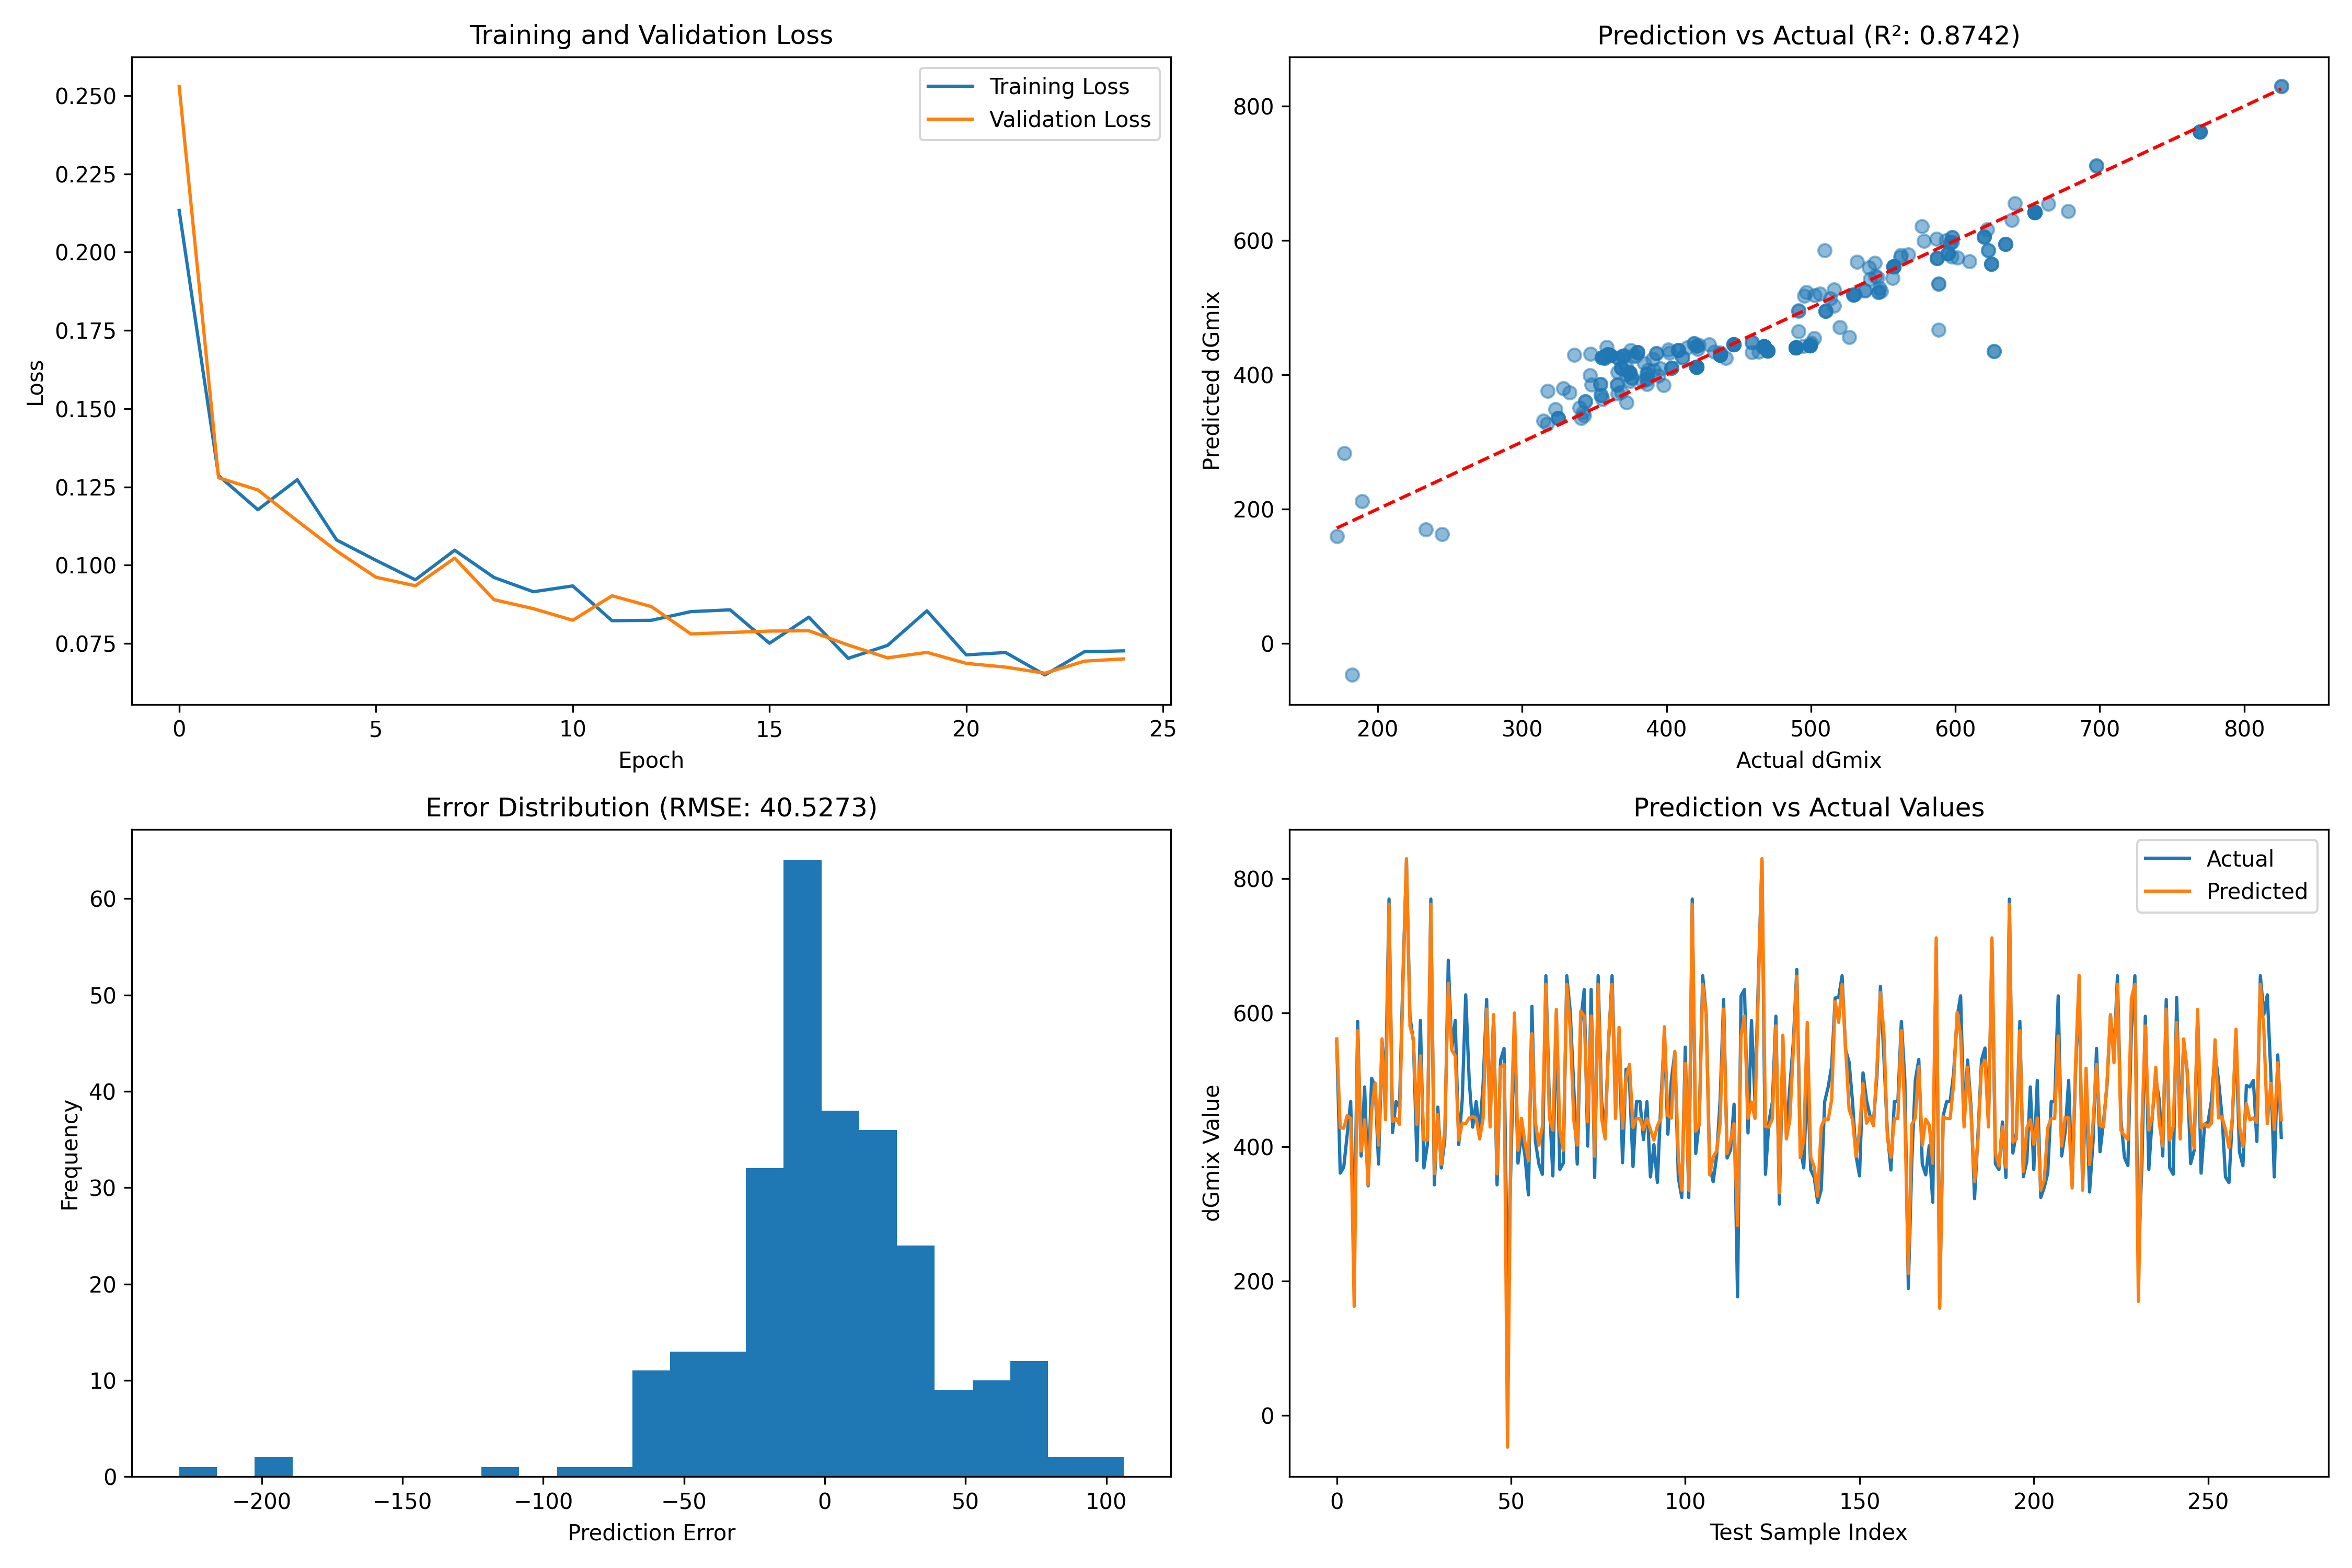 Training and Validation Loss
0.250
0.225
0.200
0.175
0.150
0.125
0.100
0.075
Loss
0 5 10 15 20 25
Epoch
Training Loss
Validation Loss
Prediction vs Actual (R²: 0.8742)
800
600
400
200
0
Predicted dGmix
200 300 400 500 600 700 800
Actual dGmix
Error Distribution (RMSE: 40.5273)
60
50
40
30
20
10
0
Frequency
−200 −150 −100 −50 0 50 100
Prediction Error
Prediction vs Actual Values
800
600
400
200
0
dGmix Value
0 50 100 150 200 250
Test Sample Index
Actual
Predicted